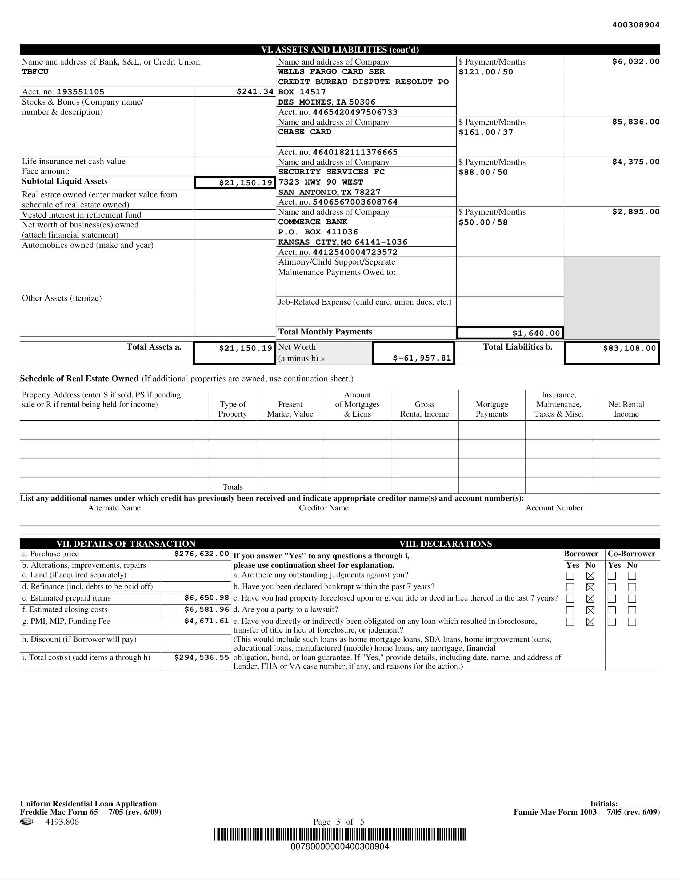 400308904
VI. ASSETS AND LIABILITIES (cont'd)
Name and address of Bank, S&L, or Credit Union
TBFCU
Acct. no. 193551105 $241.34
Stocks & Bonds (Company name/
number & description)
Life insurance net cash value
Face amount:
Subtotal Liquid Assets $21,150.19
Real estate owned (enter market value from
schedule of real estate owned)
Vested interest in retirement fund
Net worth of business(es) owned
(attach financial statement)
Automobiles owned (make and year)
Other Assets (itemize)
Total Assets a. $21,150.19
Name and address of Company $ Payment/Months $6,032.00
WELLS FARGO CARD SER $121.00/50
CREDIT BUREAU DISPUTE RESOLUT PO
BOX 14517
DES MOINES, IA 50306
Acct. no. 4465420497506733
Name and address of Company $ Payment/Months $5,836.00
CHASE CARD $161.00/37
Acct. no. 4640182111376665
Name and address of Company $ Payment/Months $4,375.00
SECURITY SERVICES FC $88.00/50
7323 HWY 90 WEST
SAN ANTONIO, TX 78227
Acct. no. 5406567003608764
Name and address of Company $ Payment/Months $2,895.00
COMMERCE BANK $50.00/58
P.O. BOX 411036
KANSAS CITY, MO 64141-1036
Acct. no. 4412540004723572
Alimony/Child Support/Separate
Maintenance Payments Owed to:
Job-Related Expense (child care, union dues, etc.)
Total Monthly Payments $1,640.00
Net Worth
(a minus b) » $-61,957.81
Total Liabilities b. $83,108.00
Schedule of Real Estate Owned (If additional properties are owned, use continuation sheet.)
Property Address (enter S if sold, PS if pending
sale or R if rental being held for income)
Type of
Property
Present
Market Value
Amount
of Mortgages
& Liens
Gross
Rental Income
Mortgage
Payments
Insurance,
Maintenance,
Taxes & Misc.
Net Rental
Income
Totals
List any additional names under which credit has previously been received and indicate appropriate creditor name(s) and account number(s):
Alternate Name Creditor Name Account Number
VII. DETAILS OF TRANSACTION
a. Purchase price $276,632.00
b. Alterations, improvements, repairs
c. Land (if acquired separately)
d. Refinance (incl. debts to be paid off)
e. Estimated prepaid items $6,650.98
f. Estimated closing costs $6,581.96
g. PMI, MIP, Funding Fee $4,671.61
h. Discount (if Borrower will pay)
i. Total cost(s) (add items a through h) $294,536.55
VIII. DECLARATIONS
If you answer "Yes" to any questions a through i, Borrower Co-Borrower
please use continuation sheet for explanation. Yes No Yes No
a. Are there any outstanding judgments against you?
b. Have you been declared bankrupt within the past 7 years?
c. Have you had property foreclosed upon or given title or deed in lieu thereof in the last 7 years?
d. Are you a party to a lawsuit?
e. Have you directly or indirectly been obligated on any loan which resulted in foreclosure,
transfer of title in lieu of foreclosure, or judgment?
(This would include such loans as home mortgage loans, SBA loans, home improvement loans,
educational loans, manufactured (mobile) home loans, any mortgage, financial
obligation, bond, or loan guarantee. If "Yes," provide details, including date, name, and address of
Lender, FHA or VA case number, if any, and reasons for the action.)
Uniform Residential Loan Application
Freddie Mac Form 65 7/05 (rev. 6/09)
4193.806
Page 3 of 5
0078000000400308904
Initials:
Fannie Mae Form 1003 7/05 (rev. 6/09)